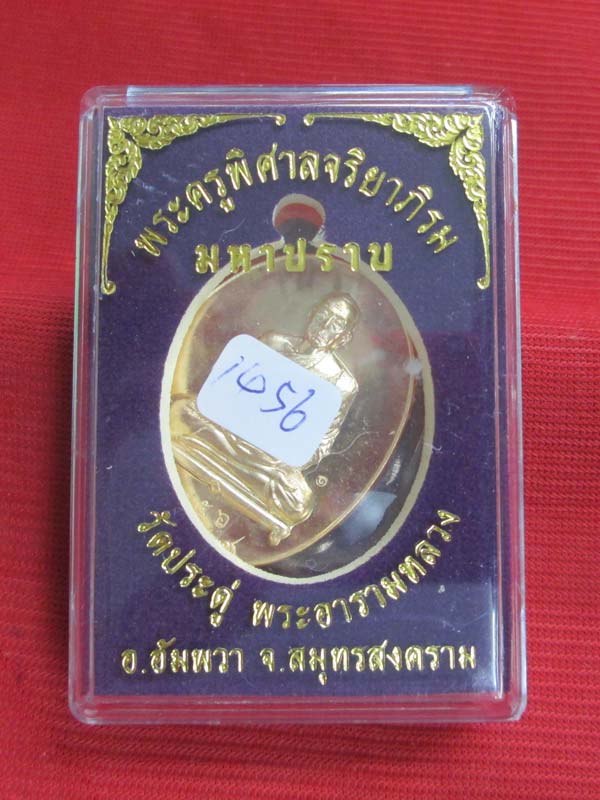 พระครูพิศาลจริยาภิรม
มหาปราบ
1656
วัดประดู่ พระอารามหลวง
อ.อัมพวา จ.สมุทรสงคราม